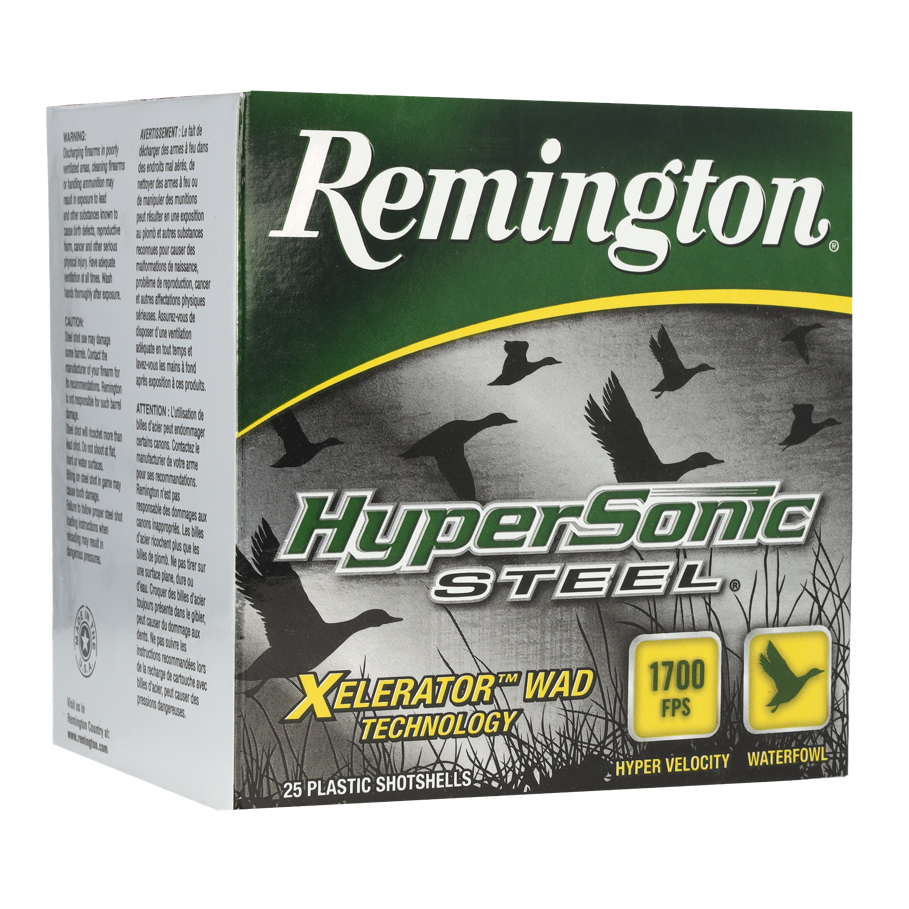 WARNING:
Discharging firearms in poorly
ventilated areas, cleaning firearms
or handling ammunition may
result in exposure to lead
and other substances known to
cause birth defects, reproductive
harm, cancer and other serious
physical injury. Have adequate
ventilation at all times. Wash
hands thoroughly after exposure.
CAUTION:
Steel shot use may damage
some barrels. Contact the
manufacturer of your firearm for
its recommendations. Remington
is not responsible for such barrel
damage.
Steel shot will ricochet more than
lead shot. Do not shoot at flat,
hard or water surfaces.
Biting on steel shot in game may
cause tooth damage.
Failure to follow proper steel shot
loading instructions when
reloading may result in
dangerous pressures.
MADE IN THE
U.S.A.
Visit us in
Remington Country at:
www.remington.com
AVERTISSEMENT : Le fait de
décharger des armes à feu dans
des endroits mal aérés, de
nettoyer des armes à feu ou
de manipuler des munitions
peut résulter en une exposition
au plomb et autres substances
reconnues pour causer des
malformations de naissance,
problème de reproduction, cancer
et autres affectations physiques
sérieuses. Assurez-vous de
disposer d'une ventilation
adéquate en tout temps et
lavez-vous les mains à fond
après exposition à ces produits.
ATTENTION : L'utilisation de
billes d'acier peut endommager
certains canons. Contactez le
manufacturier de votre arme
pour ses recommandations.
Remington n'est pas
responsable des dommages aux
canons inappropriés. Les billes
d'acier ricochent plus que les
billes de plomb. Ne pas tirer sur
une surface plane, dure ou
d'eau. Croquer des billes d'acier
toujours présente dans le gibier,
peut causer du dommage aux
dents. Ne pas suivre les
instructions recommandées lors
de la recharge de cartouche avec
billes d'acier, peut causer des
pressions dangereuses.
Remington®
HyperSonic
STEEL®
XELERATOR™ WAD
TECHNOLOGY
1700
FPS
HYPER VELOCITY
WATERFOWL
25 PLASTIC SHOTSHELLS